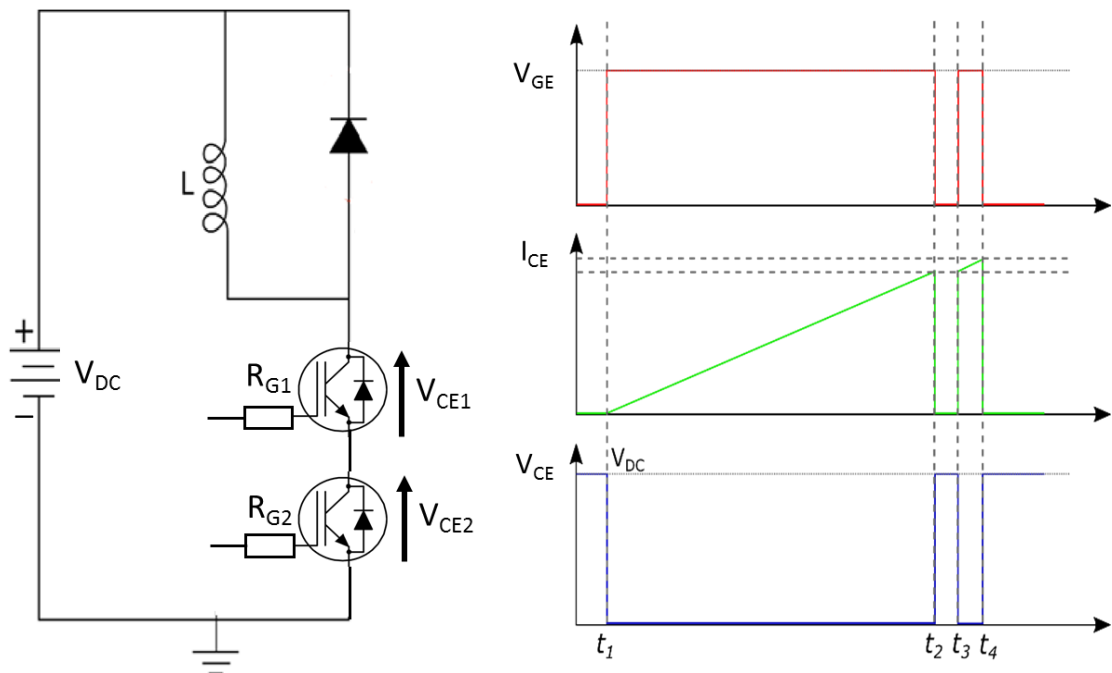 L
+
V_DC
−
R_G1
V_CE1
R_G2
V_CE2
V_GE
I_CE
V_CE
V_DC
t_1
t_2
t_3
t_4